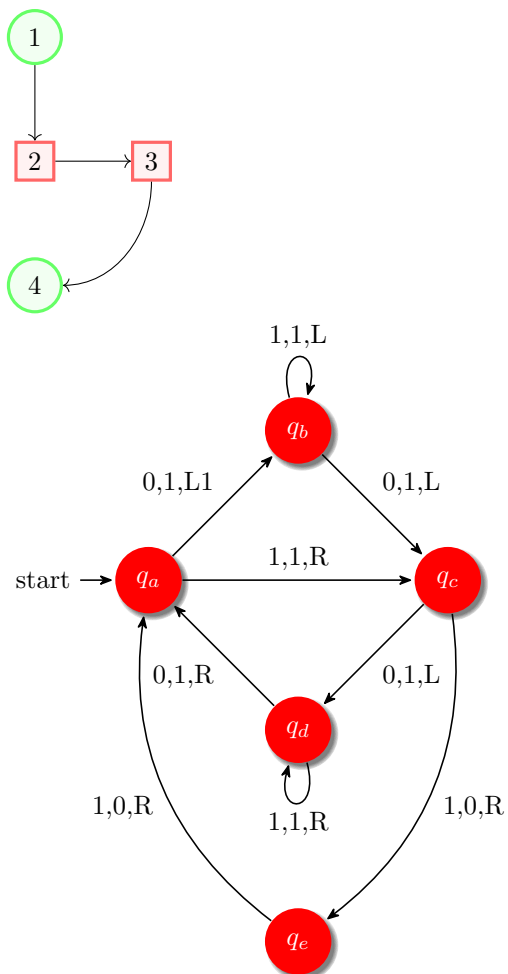 1
2 3
4
1,1,L
q_b
0,1,L1 0,1,L
1,1,R
start q_a q_c
0,1,R 0,1,L
q_d
1,1,R
1,0,R 1,0,R
q_e